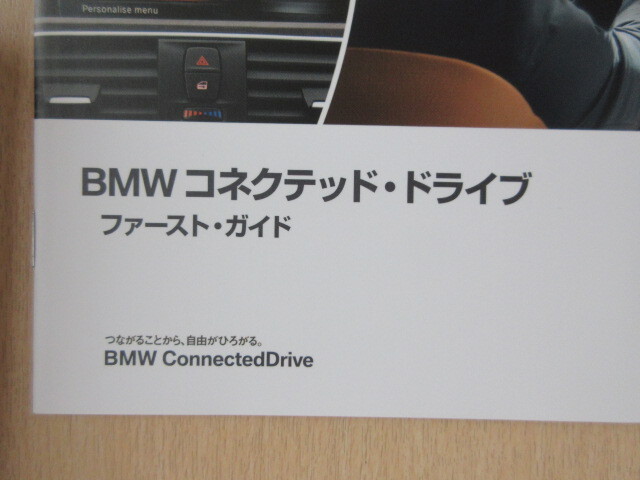 Personalise menu
BMW コネクテッド・ドライブ
ファースト・ガイド
つながることから、自由がひろがる。
BMW ConnectedDrive